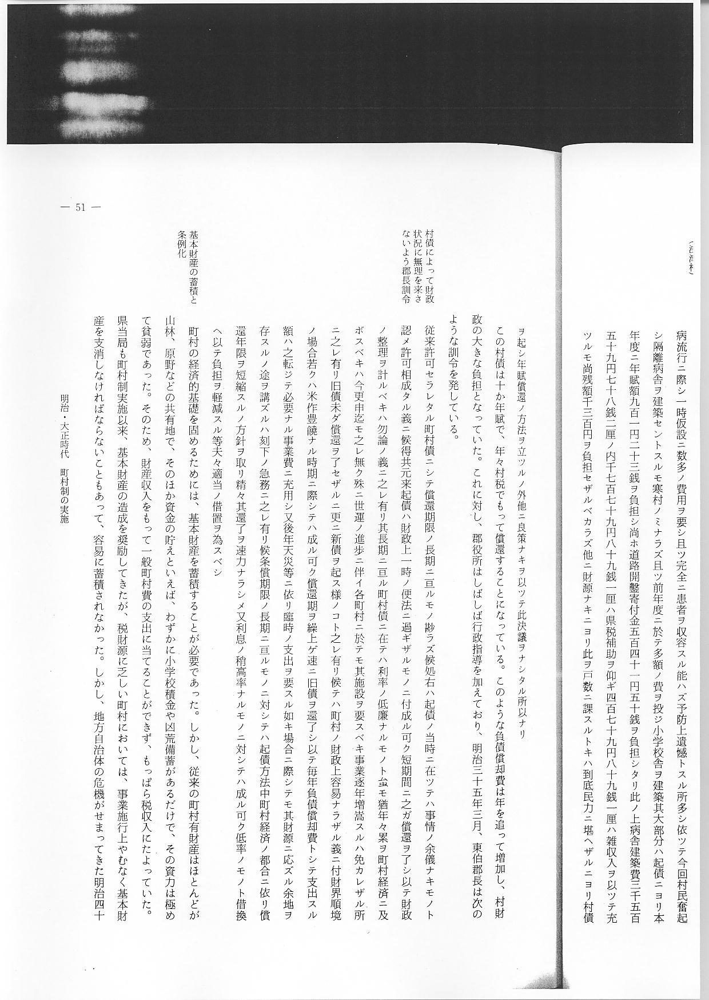 病流行ニ際シ一時仮設ニ数多ノ費用ヲ要シ且ツ完全ニ患者ヲ収容スル能ハズ予防上遺憾トスル所多シ依ツテ今回村民奮起
シ隔離病舎ヲ建築セントスルモ寒村ノミナラズ且ツ前年度ニ於テ多額ノ費ヲ投ジ小学校舎ヲ建築其大部分ハ起債ニヨリ本
年度ニ年賦額九百一円二十三銭ヲ負担シ尚ホ道路開鑿寄付金五百四十一円五十銭ヲ負担シタリ此ノ上病舎建築費三千五百
五十九円七十八銭二厘ノ内千七百七十九円八十九銭一厘ハ県税補助ヲ仰ギ四百七十九円八十九銭一厘ハ雑収入ヲ以ツテ充
ツルモ尚残額千三百円ヲ負担セザルベカラズ他ニ財源ナキニヨリ此ヲ戸数ニ課スルトキハ到底民力ニ堪ヘザルニヨリ村債
ヲ起シ年賦償還ノ方法ヲ立ツルノ外他ニ良策ナキヲ以ツテ此決議ヲナシタル所以ナリ
この村債は十か年賦で、年々村税でもって償還することになっている。このような負債償却費は年を追って増加し、村財
政の大きな負担となっていた。これに対し、郡役所はしばしば行政指導を加えており、明治三十五年三月、東伯郡長は次の
ような訓令を発している。
村債によって財政
状況に無理を来さ
ないよう郡長訓令
従来許可セラレタル町村債ニシテ償還期限ノ長期ニ亘ルモノ尠ラズ候処右ハ起債ノ当時ニ在ツテハ事情ノ余儀ナキモノト
認メ許可相成タル義ニ候得共元来起債ハ財政上一時ノ便法ニ過ギザルモノニ付成ル可ク短期間ニ之ガ償還ヲ了シ以テ財政
ノ整理ヲ計ルベキハ勿論ノ義ニ之レ有リ其長期ニ亘ル町村債ニ在テハ利率ノ低廉ナルモノト雖モ猶年々累ヲ町村経済ニ及
ボスベキハ今更申迄モ之レ無ク殊ニ世運ノ進歩ニ伴イ各町村ニ於テモ其施設ヲ要スベキ事業逐年増嵩スルハ免カレザル所
ニ之レ有リ旧債未ダ償還ヲ了セザルニ更ニ新債ヲ起ス様ノコト之レ有リ候テハ町村ノ財政上容易ナラザル義ニ付財界順境
ノ場合若クハ米作豊饒ナル時期ニ際シテハ成ル可ク償還期ヲ繰上ゲ速ニ旧債ヲ還了シ以テ毎年負債償却費トシテ支出スル
額ハ之転ジテ必要ナル事業費ニ充用シ又後年天災等ニ依リ臨時ノ支出ヲ要スル如キ場合ニ際シテモ其財源ニ応ズル余地ヲ
存スルノ途ヲ講ズルハ刻下ノ急務ニ之レ有リ候条償期限ノ長期ニ亘ルモノニ対シテハ起債方法中町村経済ノ都合ニ依リ償
還年限ヲ短縮スルノ方針ヲ取リ精々其還了ヲ速力ナラシメ又利息ノ稍高率ナルモノニ対シテハ成ル可ク低率ノモノト借換
ヘ以テ負担ヲ軽減スル等夫々適当ノ借置ヲ為スベシ
基本財産の蓄積と
条例化
町村の経済的基礎を固めるためには、基本財産を蓄積することが必要であった。しかし、従来の町村有財産はほとんどが
山林、原野などの共有地で、そのほか資金の貯えといえば、わずかに小学校積金や凶荒備蓄があるだけで、その資力は極め
て貧弱であった。そのため、財産収入をもって一般町村費の支出に当てることができず、もっぱら税収入にたよっていた。
県当局も町村制実施以来、基本財産の造成を奨励してきたが、税財源に乏しい町村においては、事業施行上やむなく基本財
産を支消しなければならないこともあって、容易に蓄積されなかった。しかし、地方自治体の危機がせまってきた明治四十
明治・大正時代　町村制の実施
— 51 —